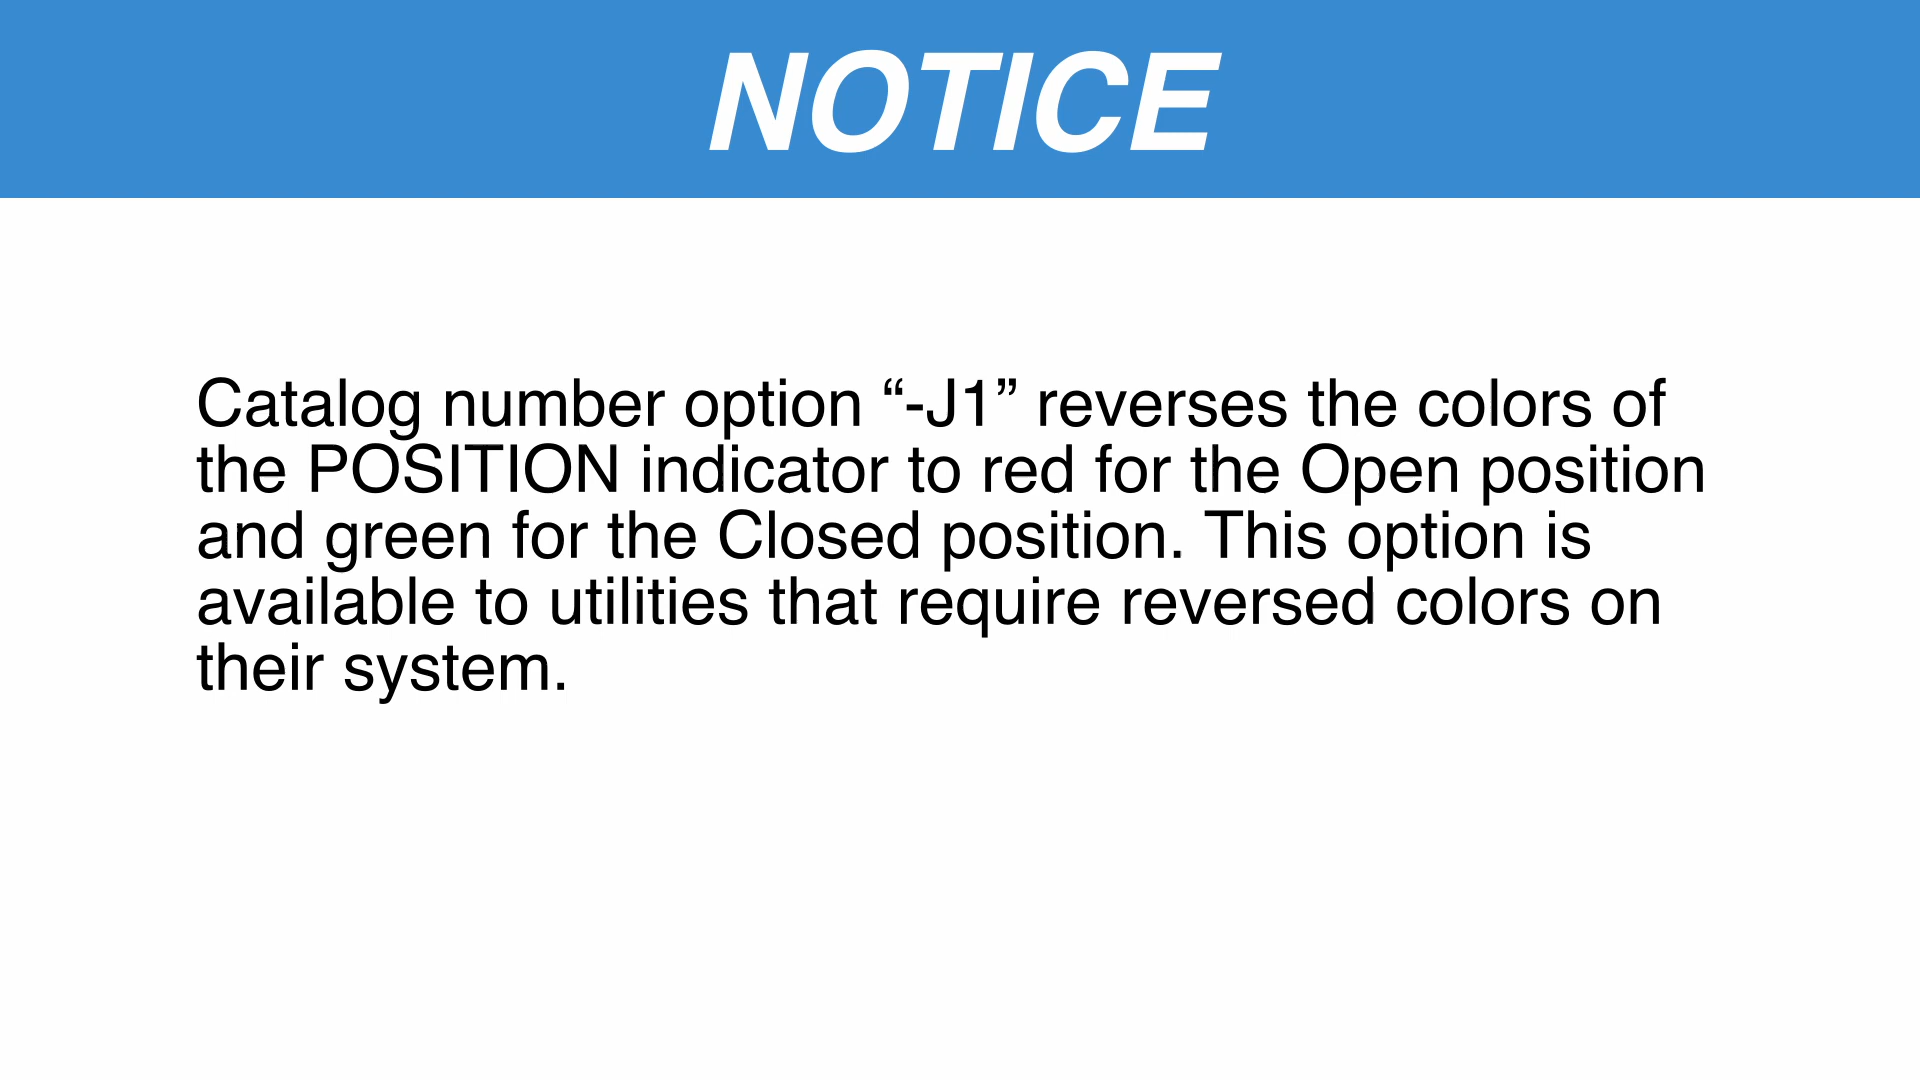 NOTICE
Catalog number option “-J1” reverses the colors of
the POSITION indicator to red for the Open position
and green for the Closed position. This option is
available to utilities that require reversed colors on
their system.